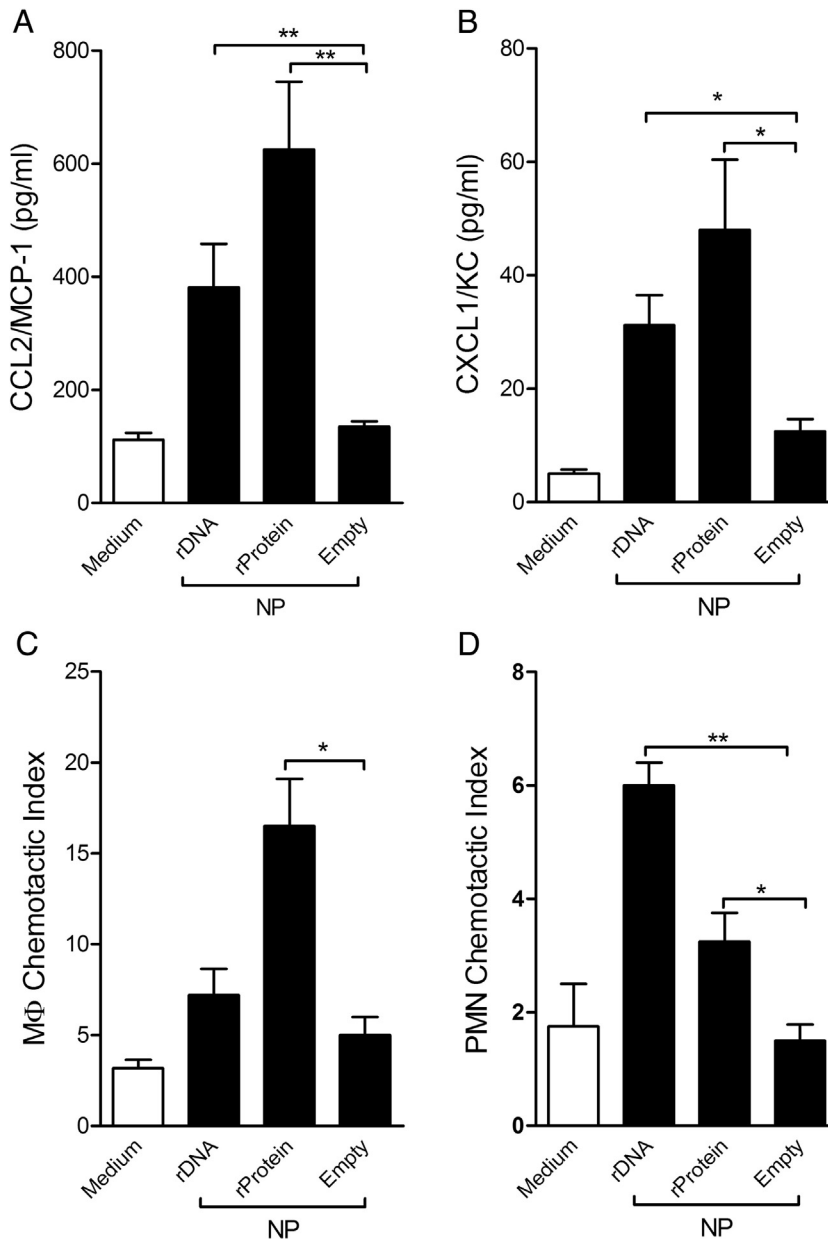 A
CCL2/MCP-1 (pg/ml)
800
600
400
200
0
**
**
Medium
rDNA
rProtein
Empty
NP
B
CXCL1/KC (pg/ml)
80
60
40
20
0
*
*
Medium
rDNA
rProtein
Empty
NP
C
MΦ Chemotactic Index
25
20
15
10
5
0
*
Medium
rDNA
rProtein
Empty
NP
D
PMN Chemotactic Index
8
6
4
2
0
**
*
Medium
rDNA
rProtein
Empty
NP